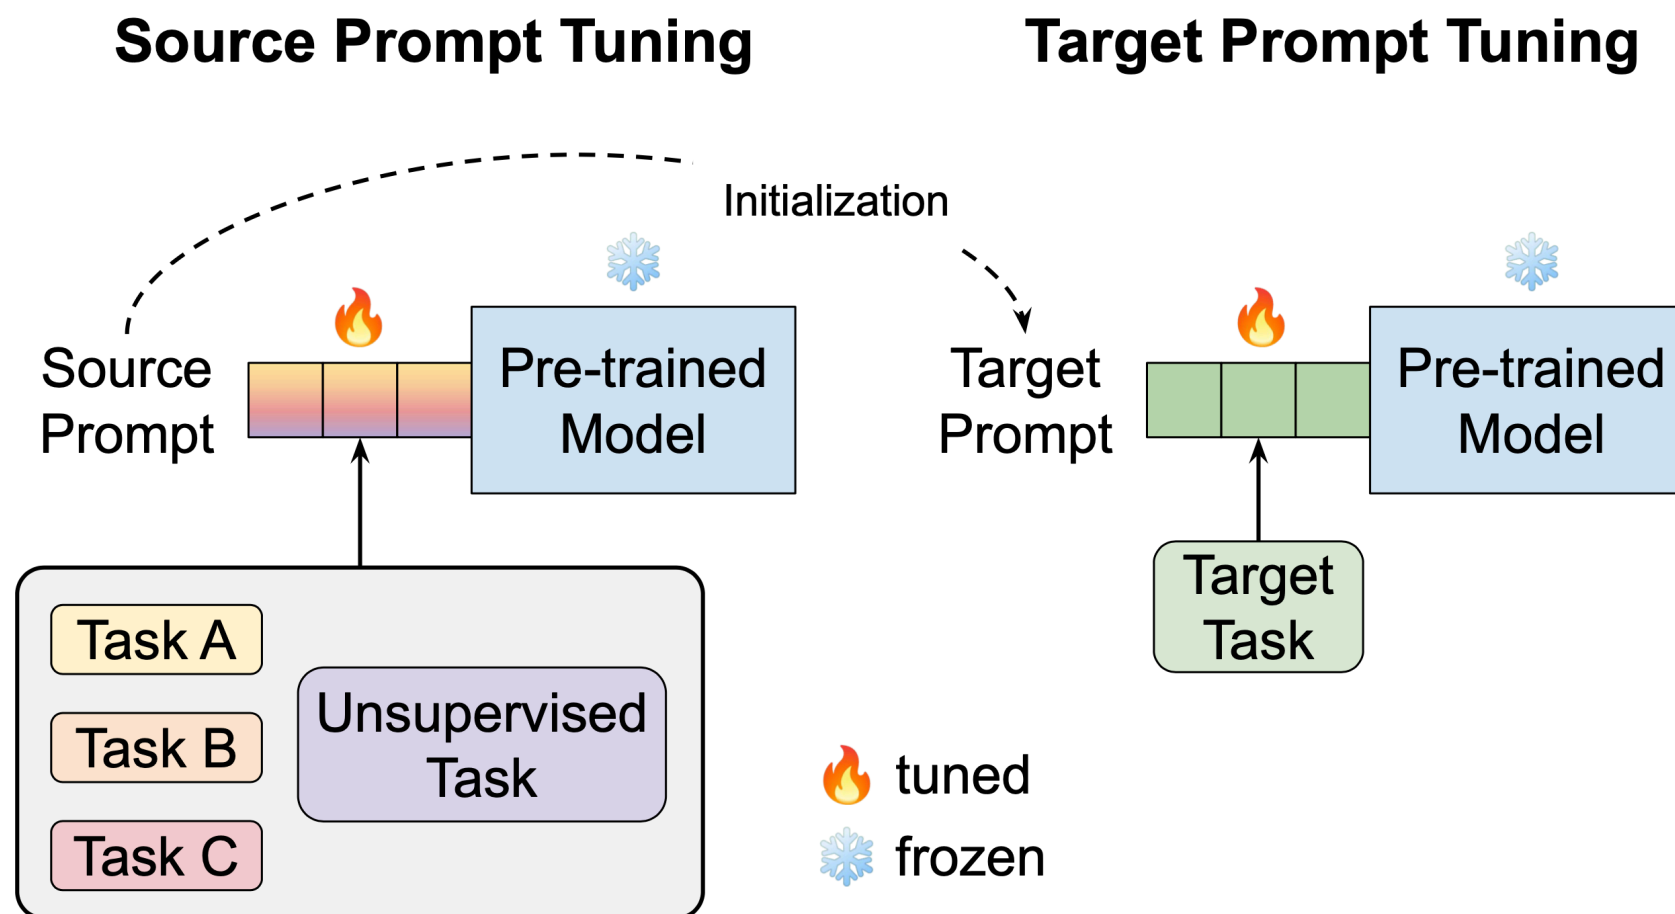 Source Prompt Tuning
Target Prompt Tuning
Initialization
Source
Prompt
Pre-trained
Model
Target
Prompt
Pre-trained
Model
Task A
Task B
Task C
Unsupervised
Task
Target
Task
tuned
frozen